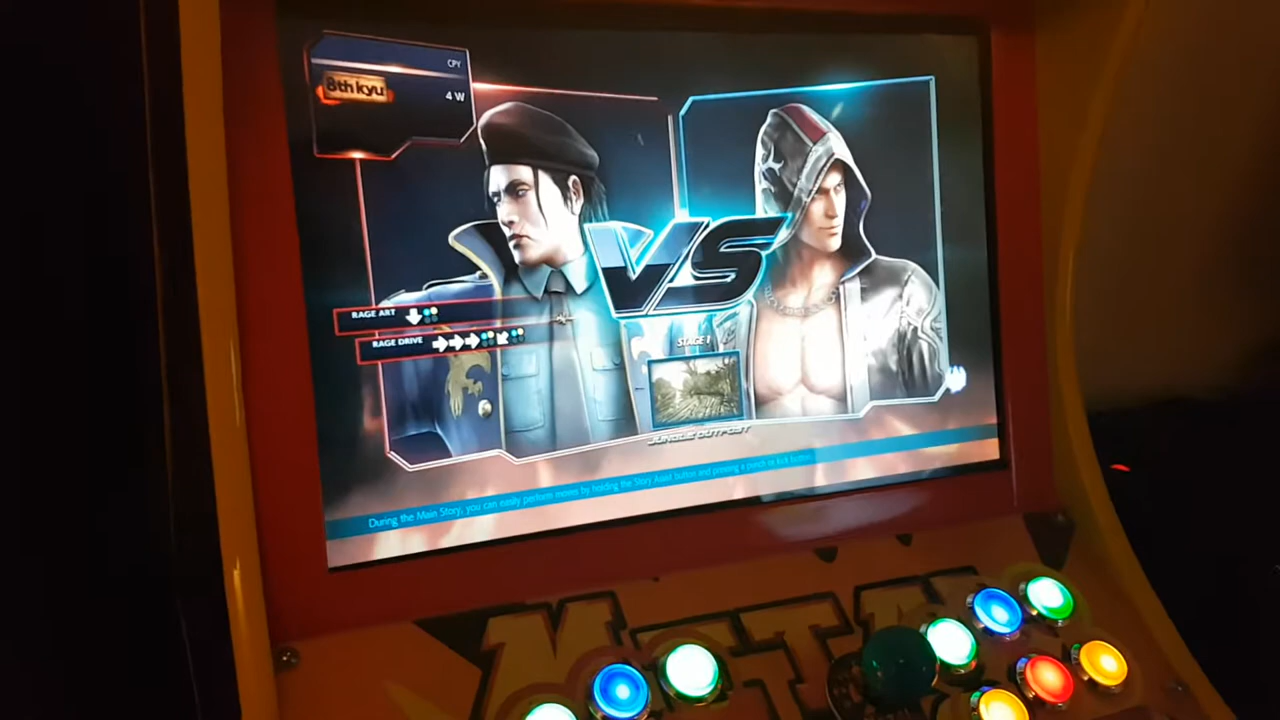 CPY
8th kyu
4 W
VS
RAGE ART
RAGE DRIVE
STAGE 1
JUNGLE OUTPOST
During the Main Story, you can easily perform moves by holding the Story Assist button and pressing a punch or kick button.